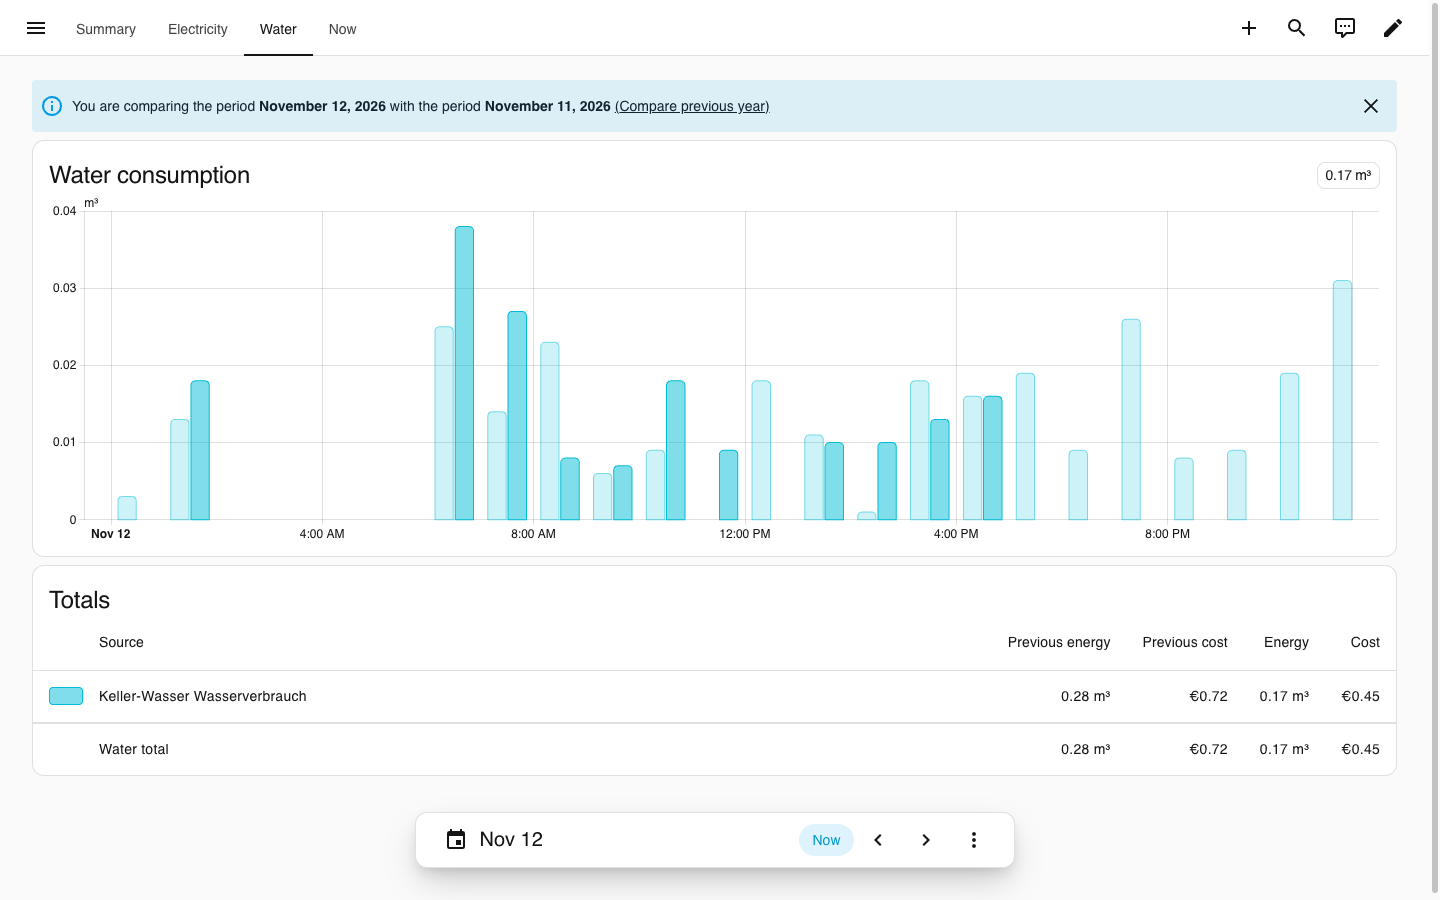 Summary Electricity Water Now
You are comparing the period November 12, 2026 with the period November 11, 2026 (Compare previous year)
Water consumption
0.17 m³
m³
0.04
0.03
0.02
0.01
0
Nov 12 4:00 AM 8:00 AM 12:00 PM 4:00 PM 8:00 PM
Totals
Source Previous energy Previous cost Energy Cost
Keller-Wasser Wasserverbrauch 0.28 m³ €0.72 0.17 m³ €0.45
Water total 0.28 m³ €0.72 0.17 m³ €0.45
Nov 12 Now